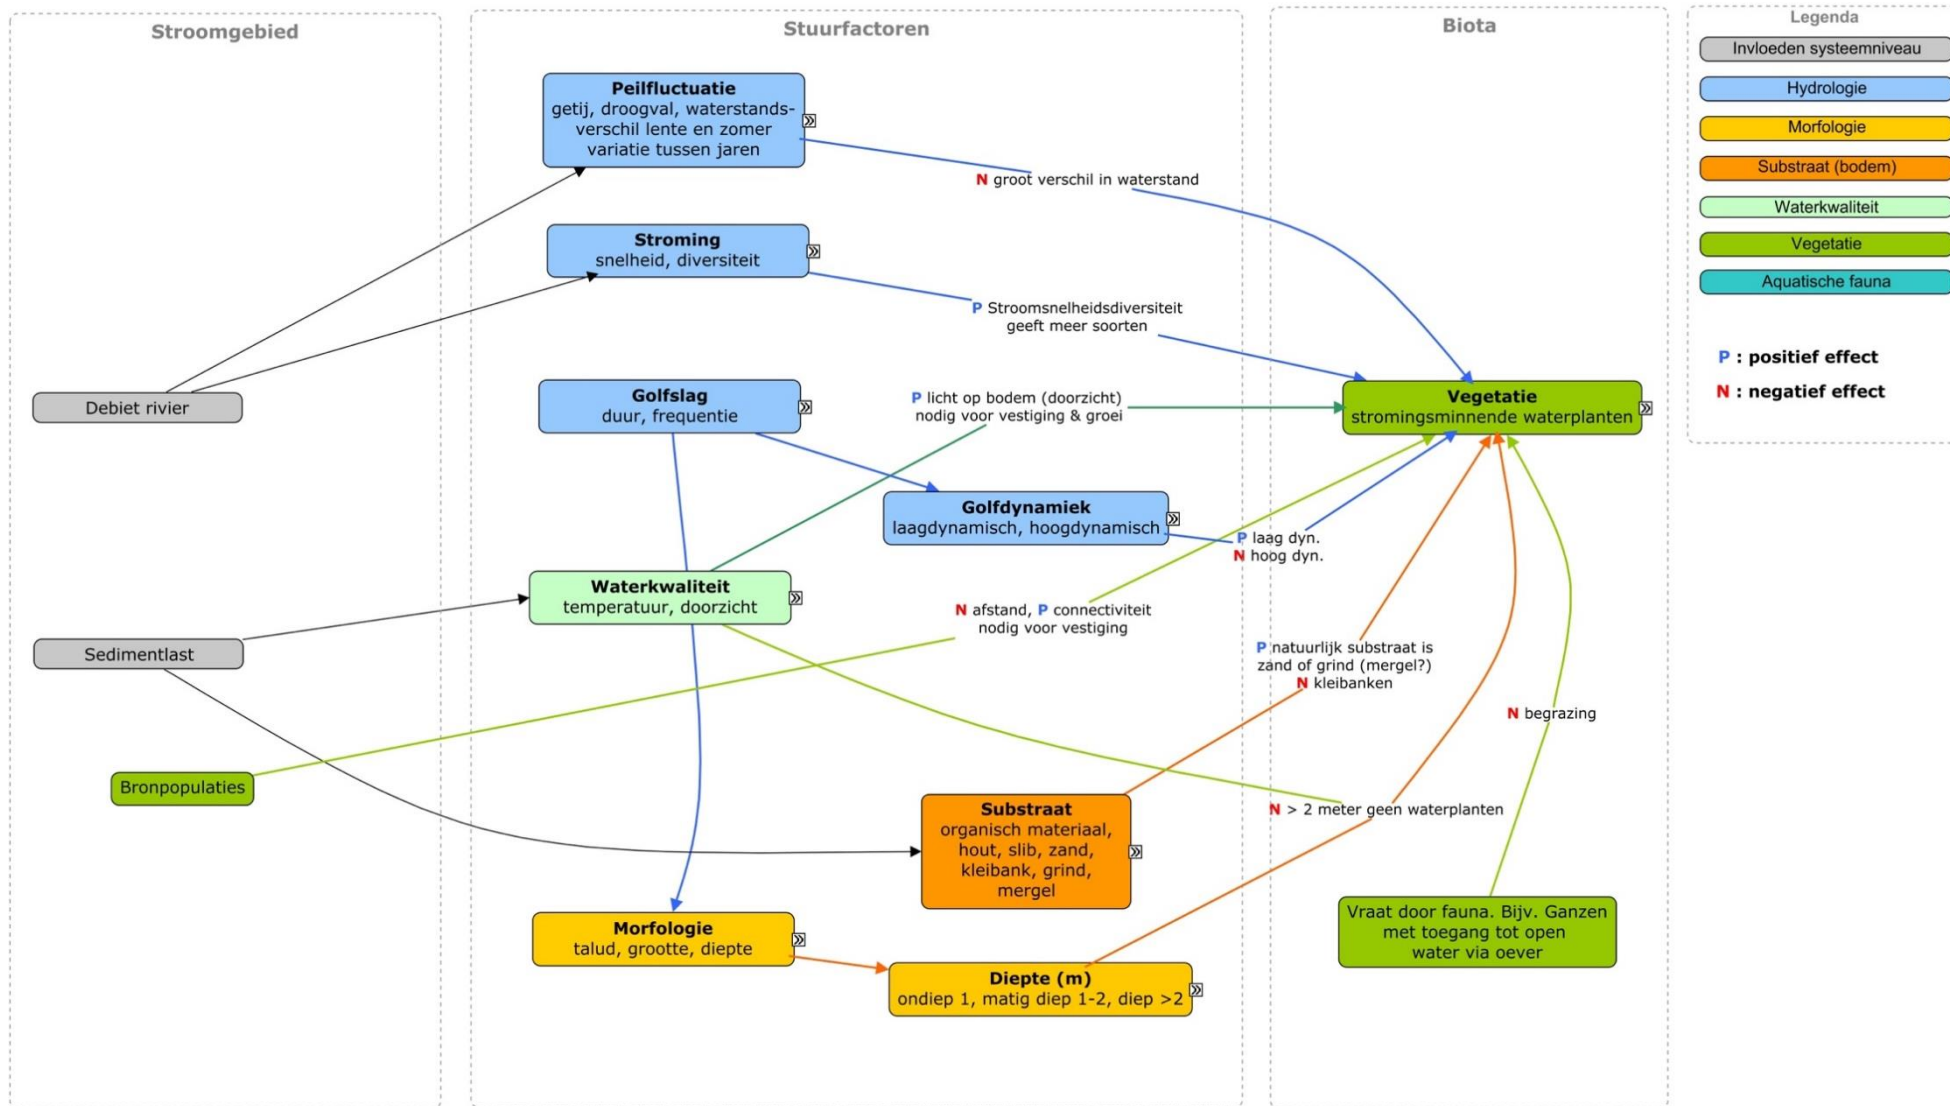 Stroomgebied
Stuurfactoren
Biota
Legenda
Invloeden systeemniveau
Hydrologie
Morfologie
Substraat (bodem)
Waterkwaliteit
Vegetatie
Aquatische fauna
P : positief effect
N : negatief effect
Peilfluctuatie
getij, droogval, waterstands-
verschil lente en zomer
variatie tussen jaren
N groot verschil in waterstand
Stroming
snelheid, diversiteit
P Stroomsnelheidsdiversiteit
geeft meer soorten
Debiet rivier
Golfslag
duur, frequentie
P licht op bodem (doorzicht)
nodig voor vestiging & groei
Vegetatie
stromingsminnende waterplanten
Golfdynamiek
laagdynamisch, hoogdynamisch
P laag dyn.
N hoog dyn.
Waterkwaliteit
temperatuur, doorzicht
N afstand, P connectiviteit
nodig voor vestiging
Sedimentlast
P natuurlijk substraat is
zand of grind (mergel?)
N kleibanken
N begrazing
Bronpopulaties
Substraat
organisch materiaal,
hout, slib, zand,
kleibank, grind,
mergel
N > 2 meter geen waterplanten
Morfologie
talud, grootte, diepte
Diepte (m)
ondiep 1, matig diep 1-2, diep >2
Vraat door fauna. Bijv. Ganzen
met toegang tot open
water via oever